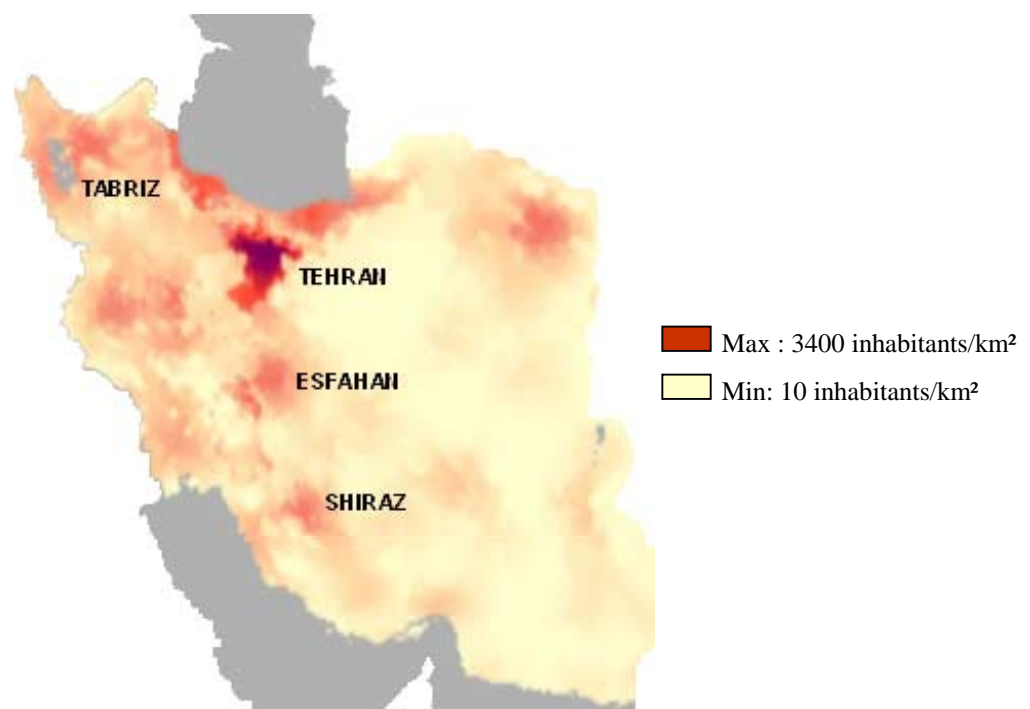 TABRIZ
TEHRAN
Max : 3400 inhabitants/km²
ESFAHAN
Min: 10 inhabitants/km²
SHIRAZ